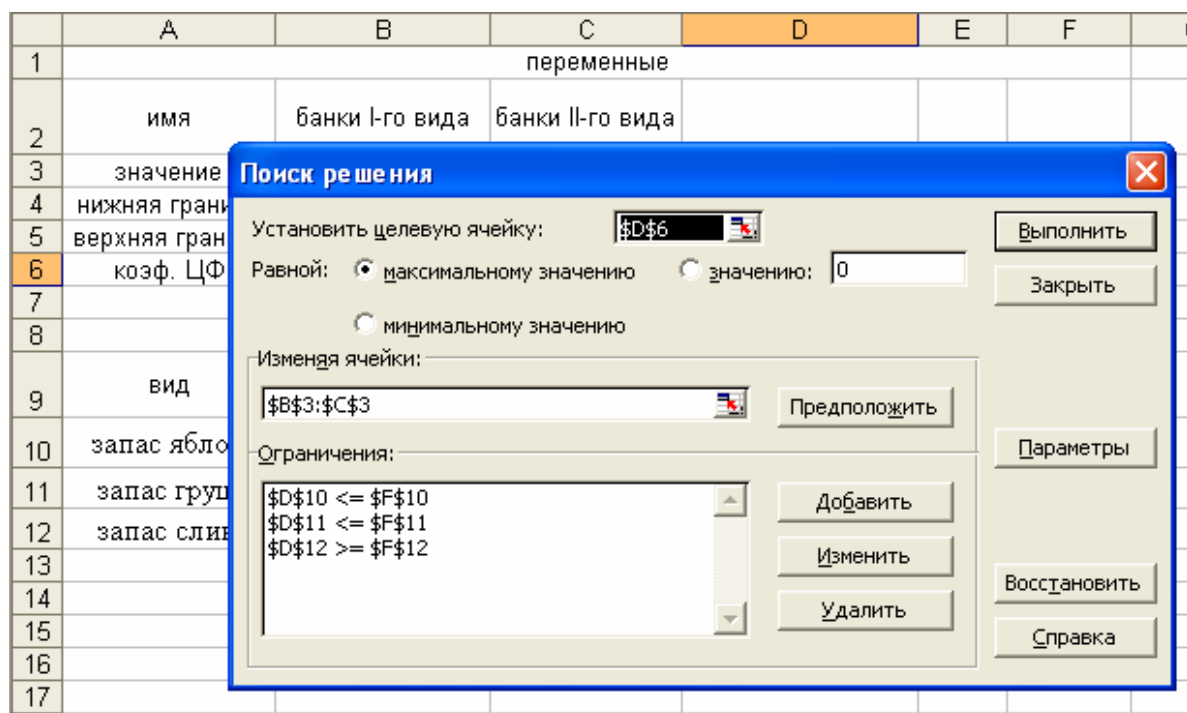 A B C D E F
1 переменные
2 имя банки I-го вида банки II-го вида
3 значение
4 нижняя грани
5 верхняя гран
6 коэф. ЦФ
7
8
9 вид
10 запас ябло
11 запас груш
12 запас слив
13
14
15
16
17
Поиск решения
Установить целевую ячейку: $D$6 Выполнить
Равной: максимальному значению значению: 0 Закрыть
минимальному значению
Изменяя ячейки:
$B$3:$C$3 Предположить
Ограничения: Параметры
$D$10 <= $F$10 Добавить
$D$11 <= $F$11
$D$12 >= $F$12 Изменить
Восстановить
Удалить
Справка